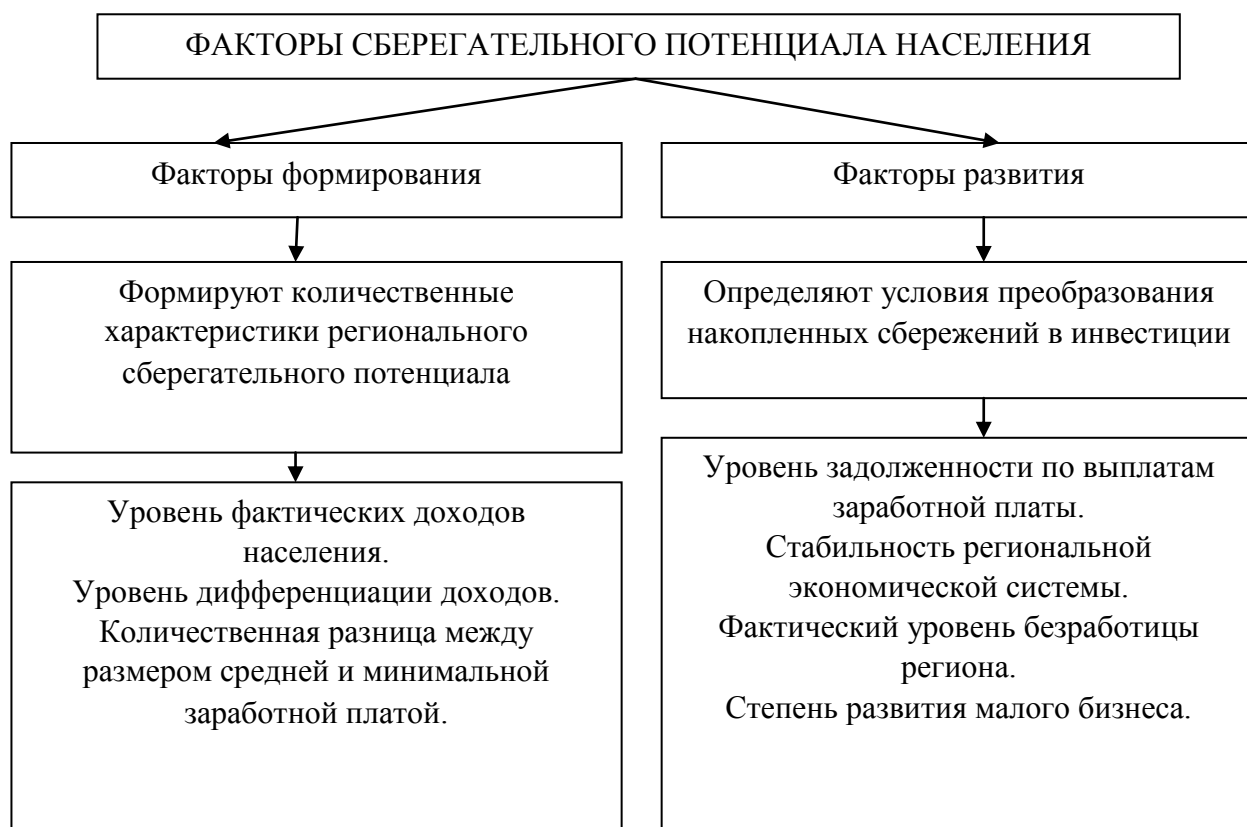 ФАКТОРЫ СБЕРЕГАТЕЛЬНОГО ПОТЕНЦИАЛА НАСЕЛЕНИЯ
Факторы формирования
Факторы развития
Формируют количественные
характеристики регионального
сберегательного потенциала
Определяют условия преобразования
накопленных сбережений в инвестиции
Уровень фактических доходов
населения.
Уровень дифференциации доходов.
Количественная разница между
размером средней и минимальной
заработной платой.
Уровень задолженности по выплатам
заработной платы.
Стабильность региональной
экономической системы.
Фактический уровень безработицы
региона.
Степень развития малого бизнеса.